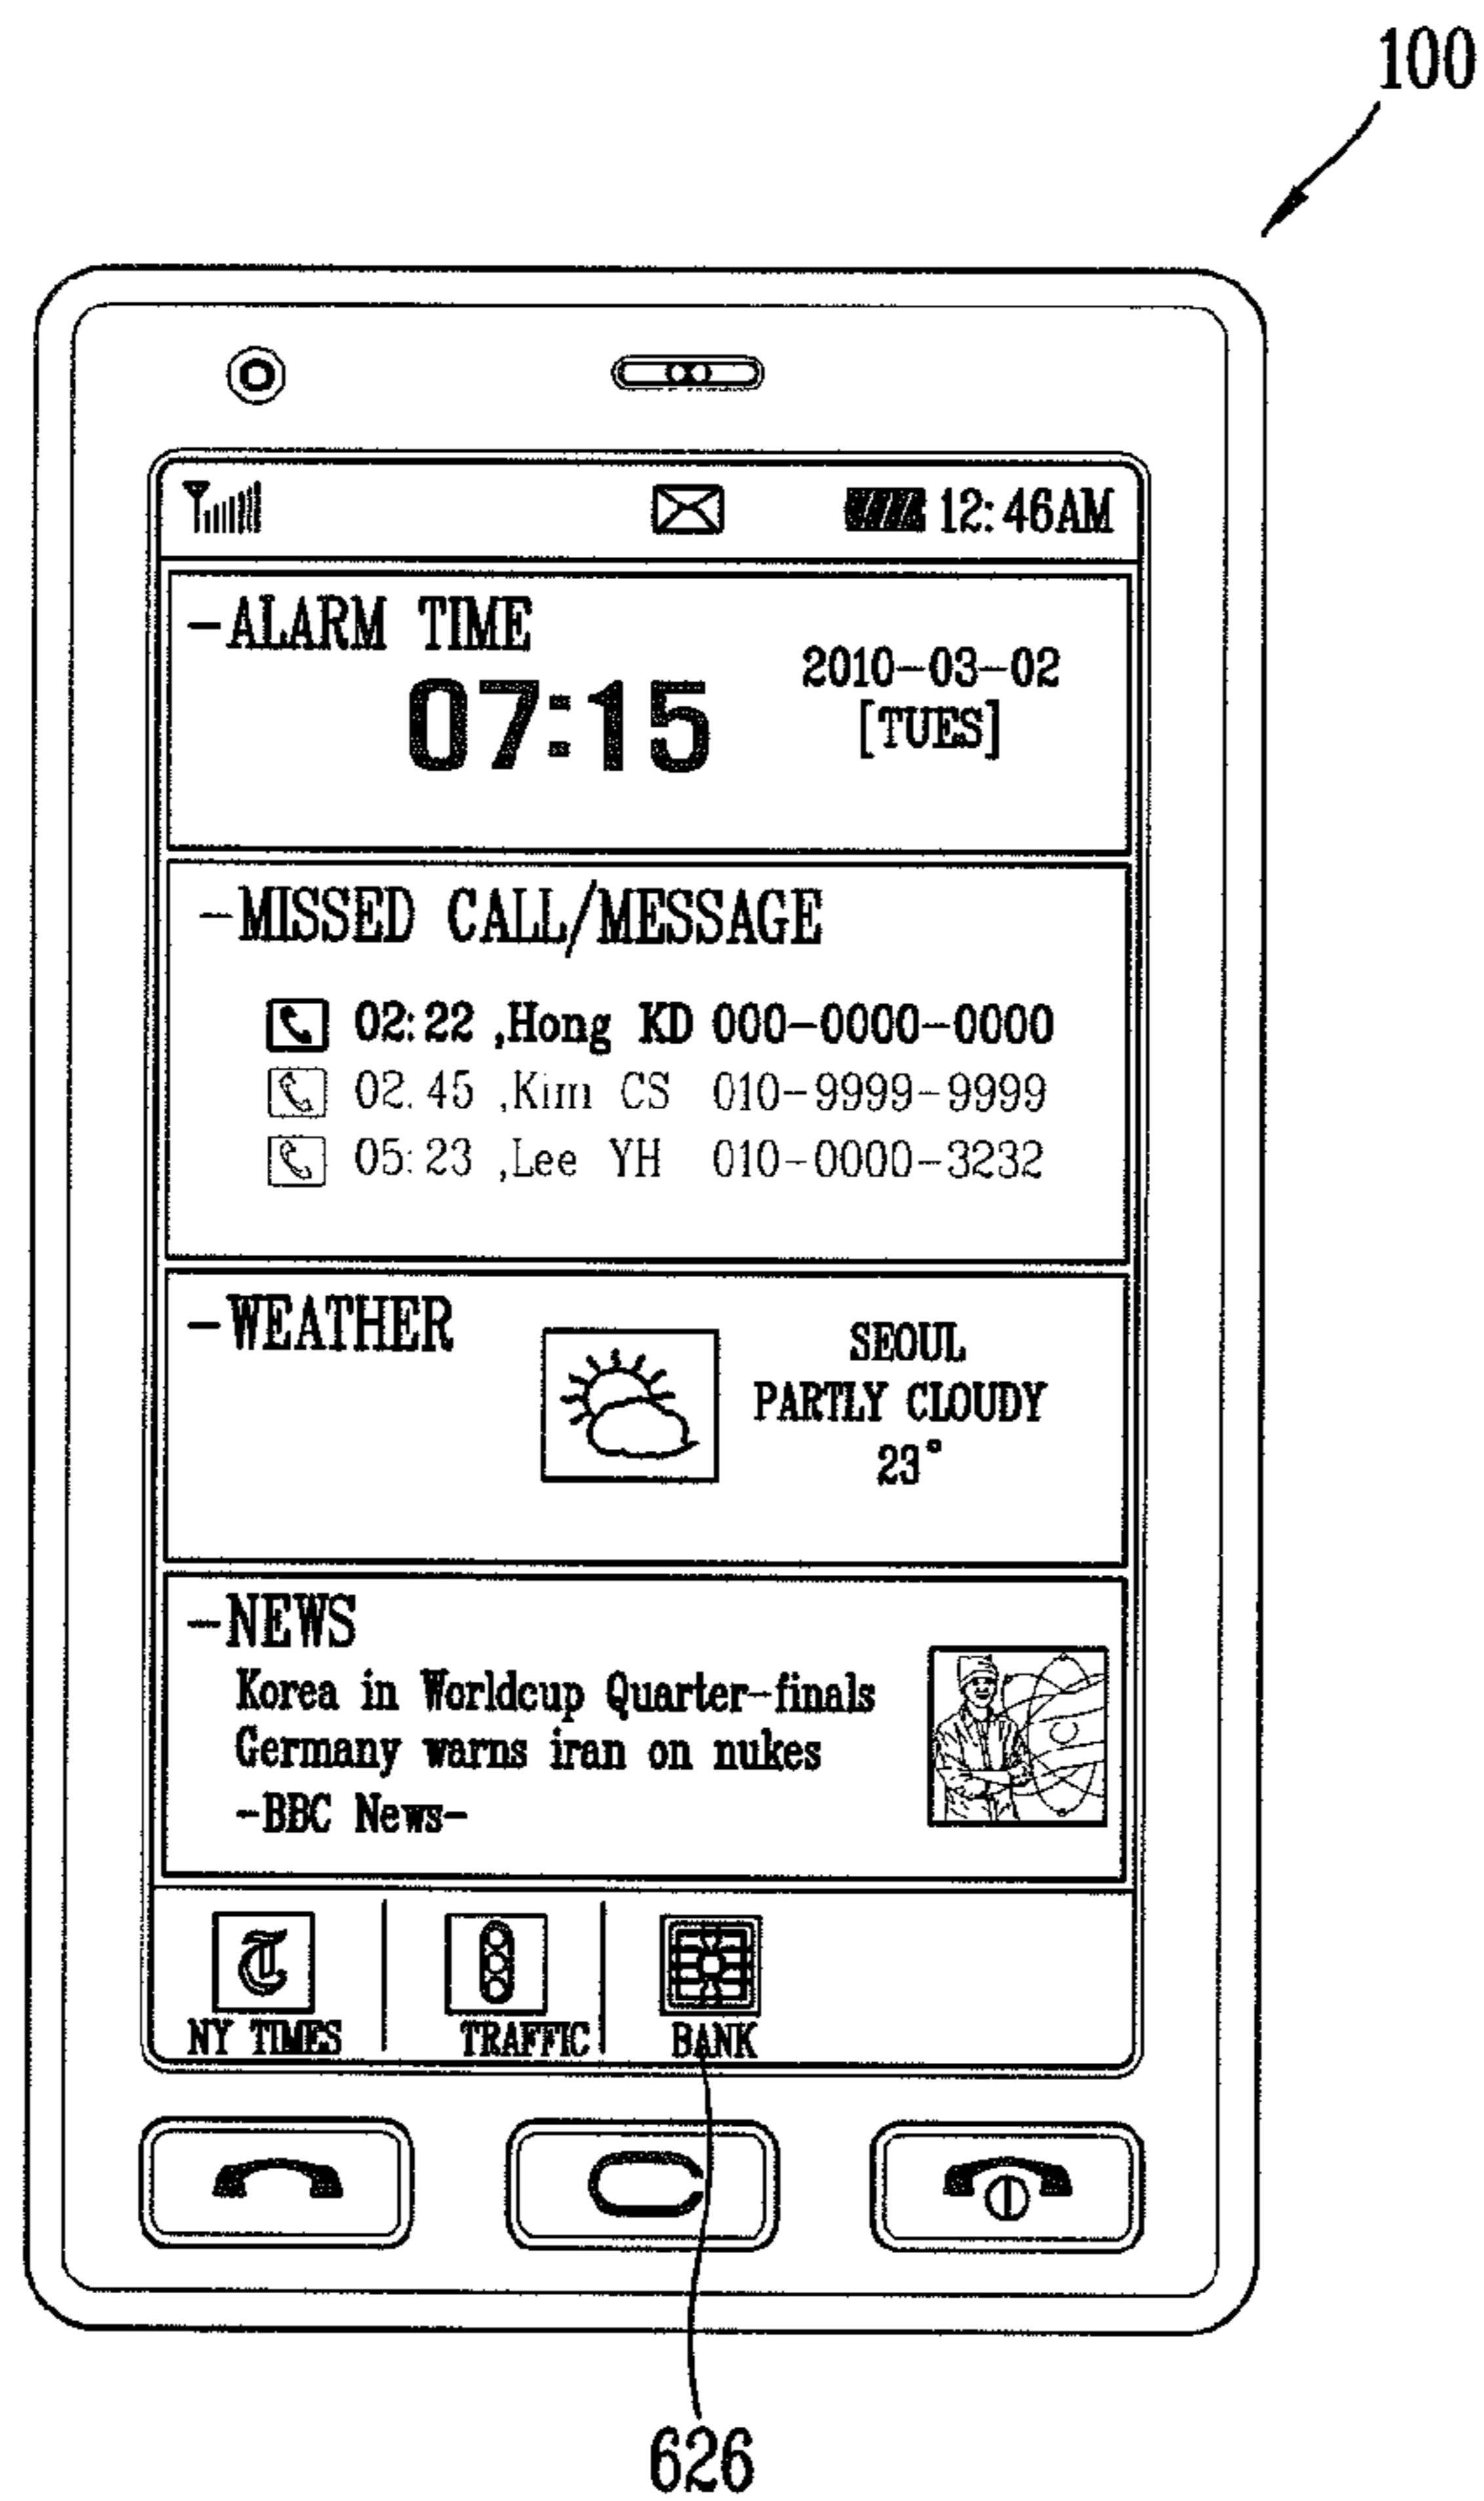 100
12:46AM
-ALARM TIME
07:15
2010-03-02
[TUES]
-MISSED CALL/MESSAGE
02:22 ,Hong KD 000-0000-0000
02.45 ,Kim CS 010-9999-9999
05:23 ,Lee YH 010-0000-3232
-WEATHER
SEOUL
PARTLY CLOUDY
23°
-NEWS
Korea in Worldcup Quarter-finals
Germany warns iran on nukes
-BBC News-
T
NY TIMES
TRAFFIC
BANK
626